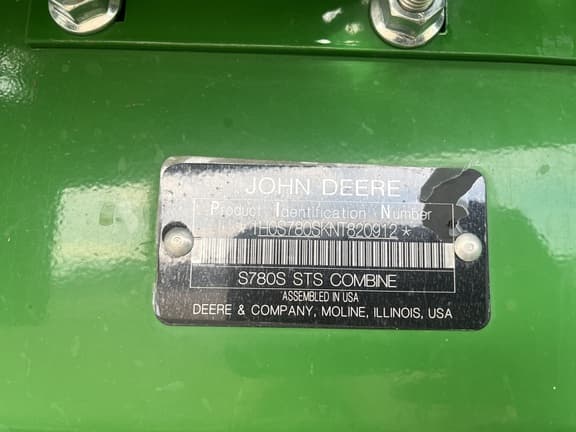 JOHN DEERE
Product Identification Number
1H0S780SKNT820912*
S780S STS COMBINE
ASSEMBLED IN USA
DEERE & COMPANY, MOLINE, ILLINOIS, USA